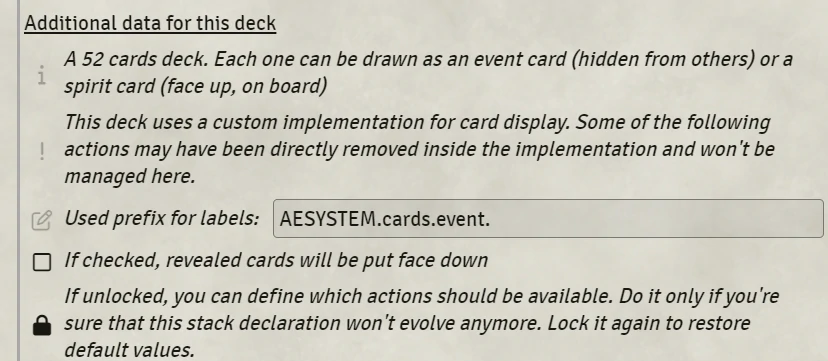 Additional data for this deck
A 52 cards deck. Each one can be drawn as an event card (hidden from others) or a
spirit card (face up, on board)
This deck uses a custom implementation for card display. Some of the following
actions may have been directly removed inside the implementation and won't be
managed here.
Used prefix for labels: AESYSTEM.cards.event.
If checked, revealed cards will be put face down
If unlocked, you can define which actions should be available. Do it only if you're
sure that this stack declaration won't evolve anymore. Lock it again to restore
default values.